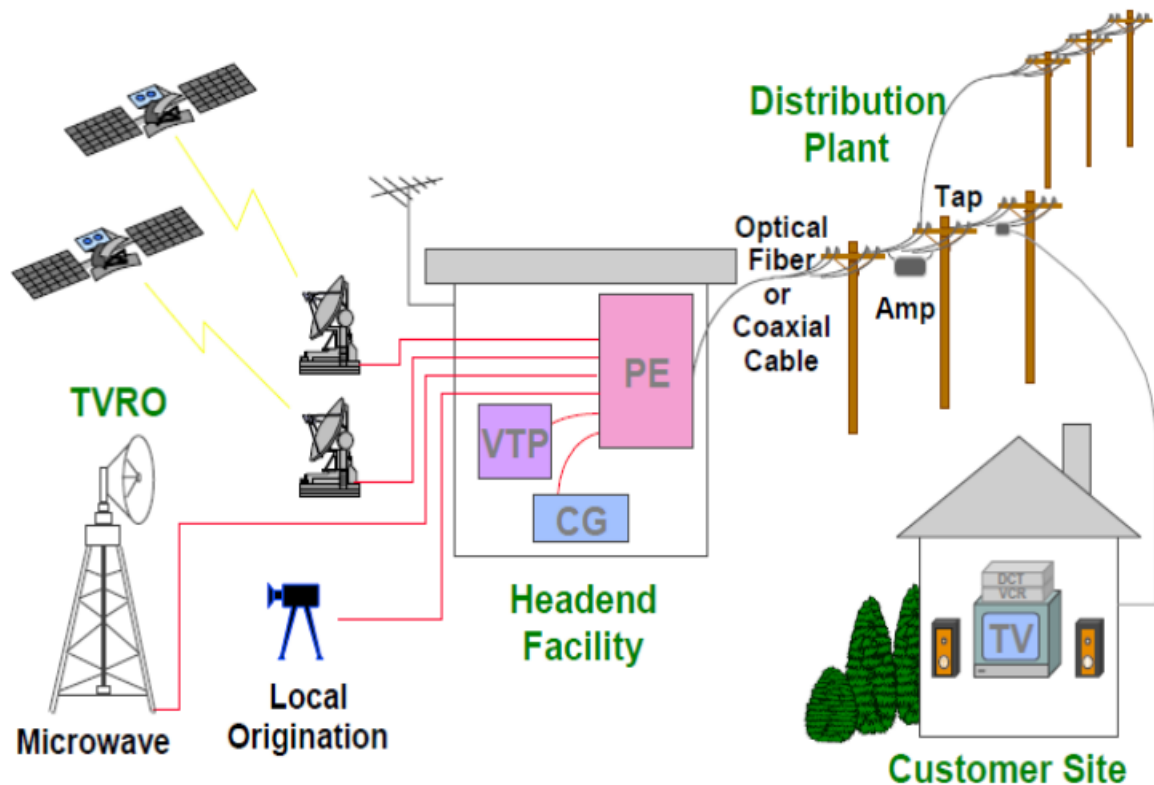 Distribution
Plant
Tap
Optical
Fiber
or
Coaxial
Cable
Amp
TVRO
PE
VTP
CG
Headend
Facility
Local
Origination
Microwave
DCT
VCR
TV
Customer Site